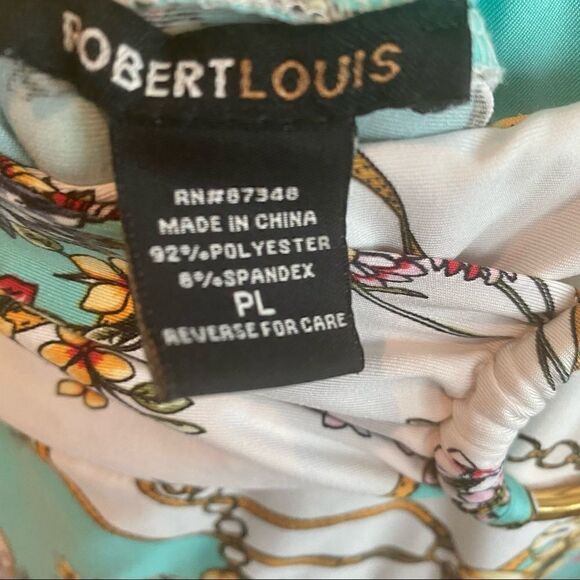 ROBERTLOUIS
RN#87348
MADE IN CHINA
92%POLYESTER
8%SPANDEX
PL
REVERSE FOR CARE